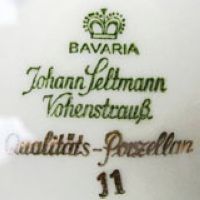 BAVARIA
Johann Seltmann
Vohenstrauß
Qualitäts-Porzellan
11